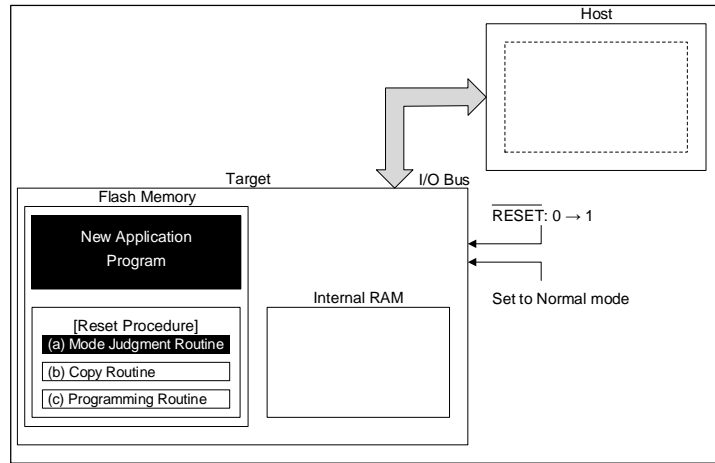 Host
Target
I/O Bus
Flash Memory
New Application
Program
RESET: 0 → 1
Internal RAM
Set to Normal mode
[Reset Procedure]
(a) Mode Judgment Routine
(b) Copy Routine
(c) Programming Routine